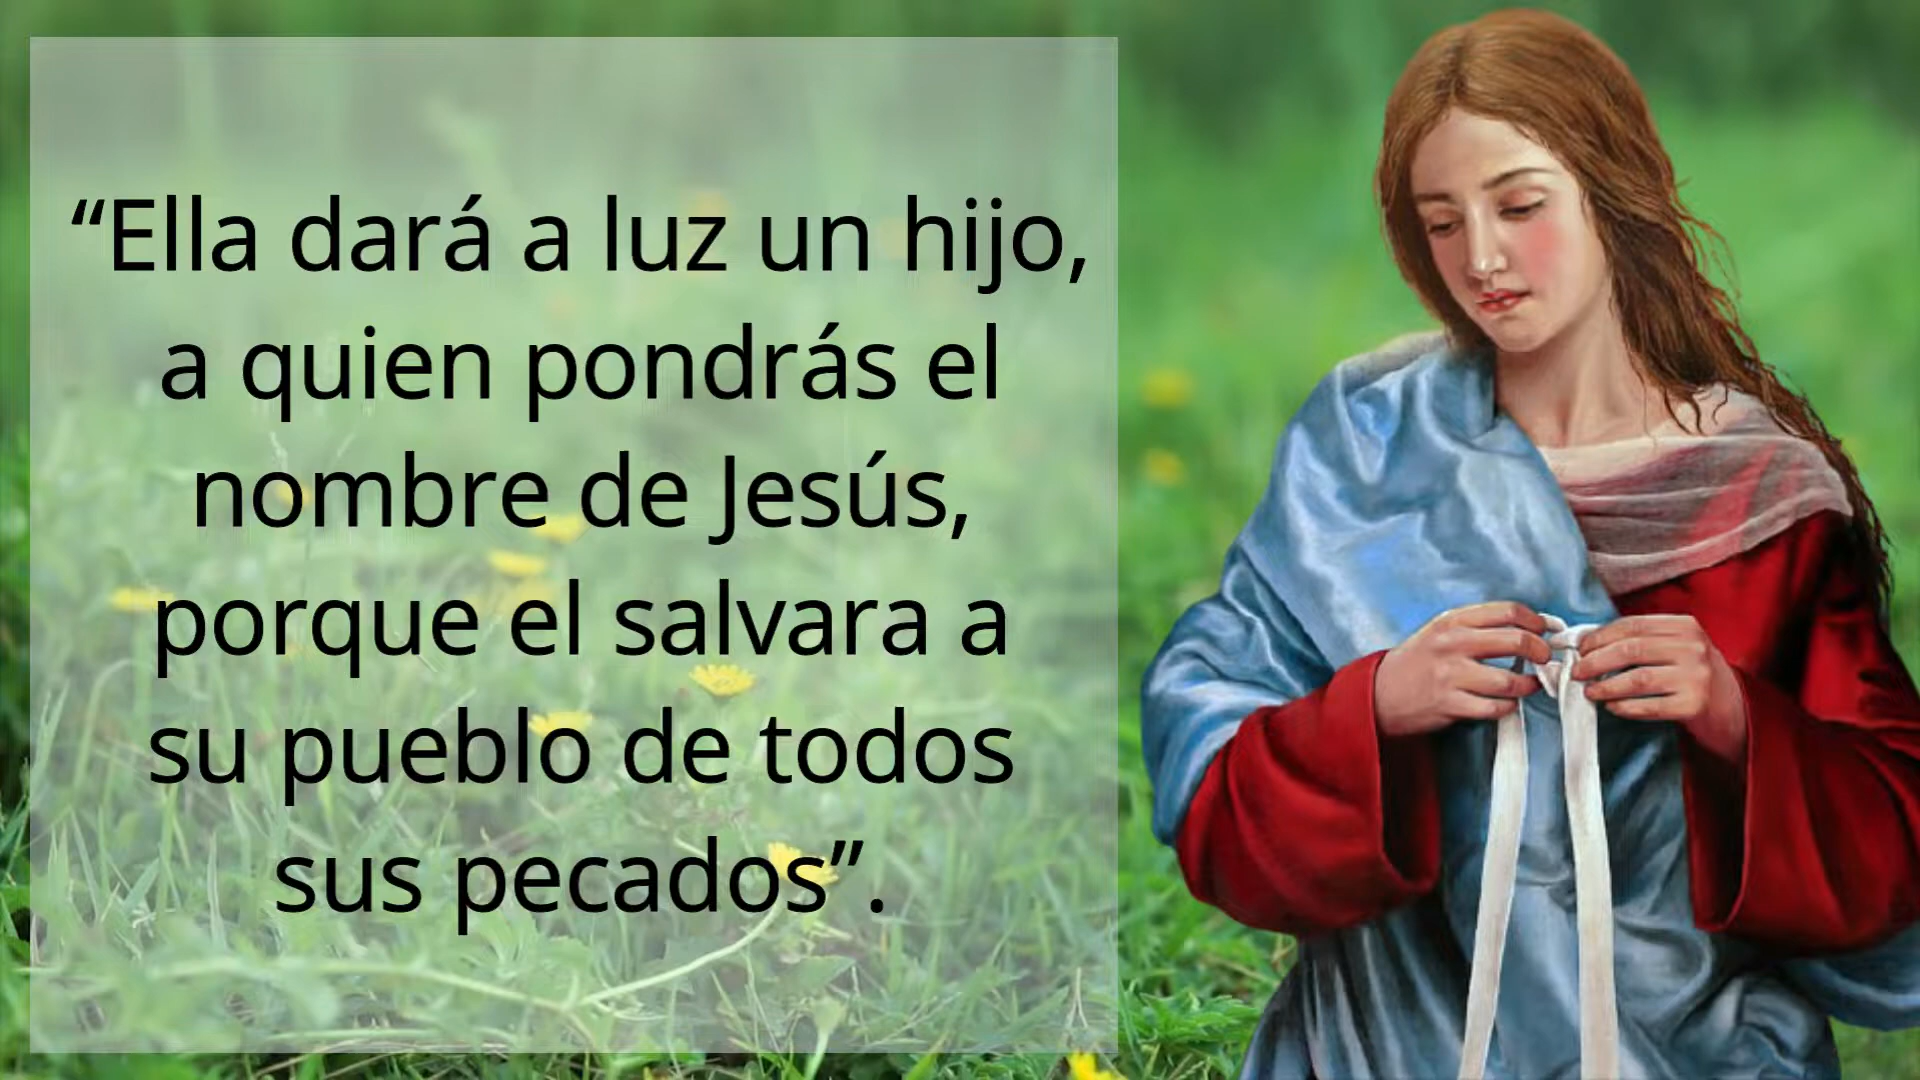 “Ella dará a luz un hijo,
a quien pondrás el
nombre de Jesús,
porque el salvara a
su pueblo de todos
sus pecados”.